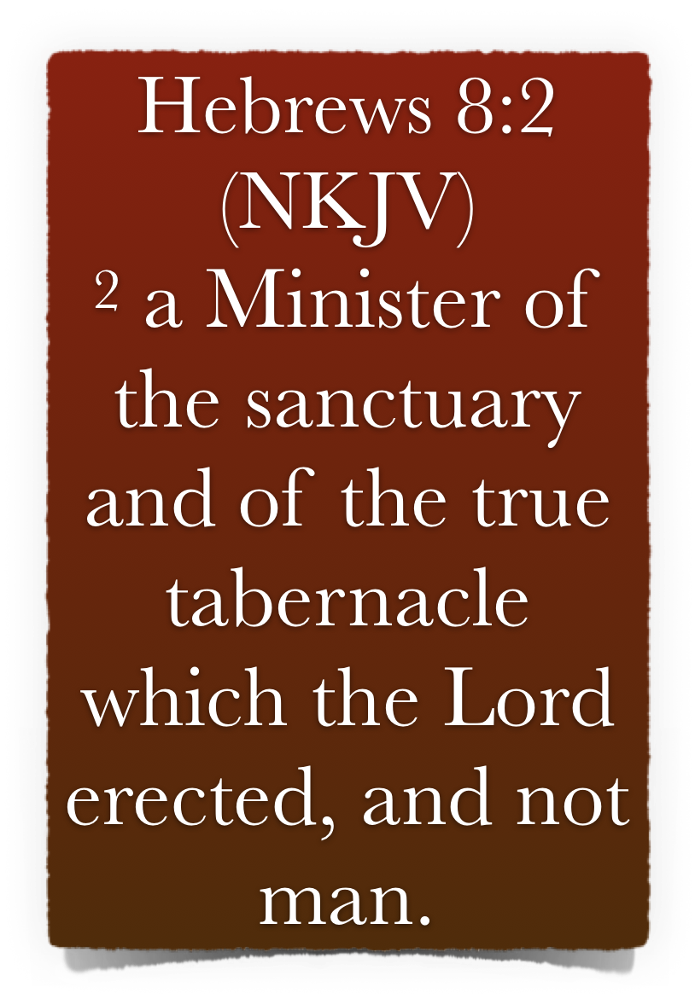 Hebrews 8:2
(NKJV)
² a Minister of
the sanctuary
and of the true
tabernacle
which the Lord
erected, and not
man.